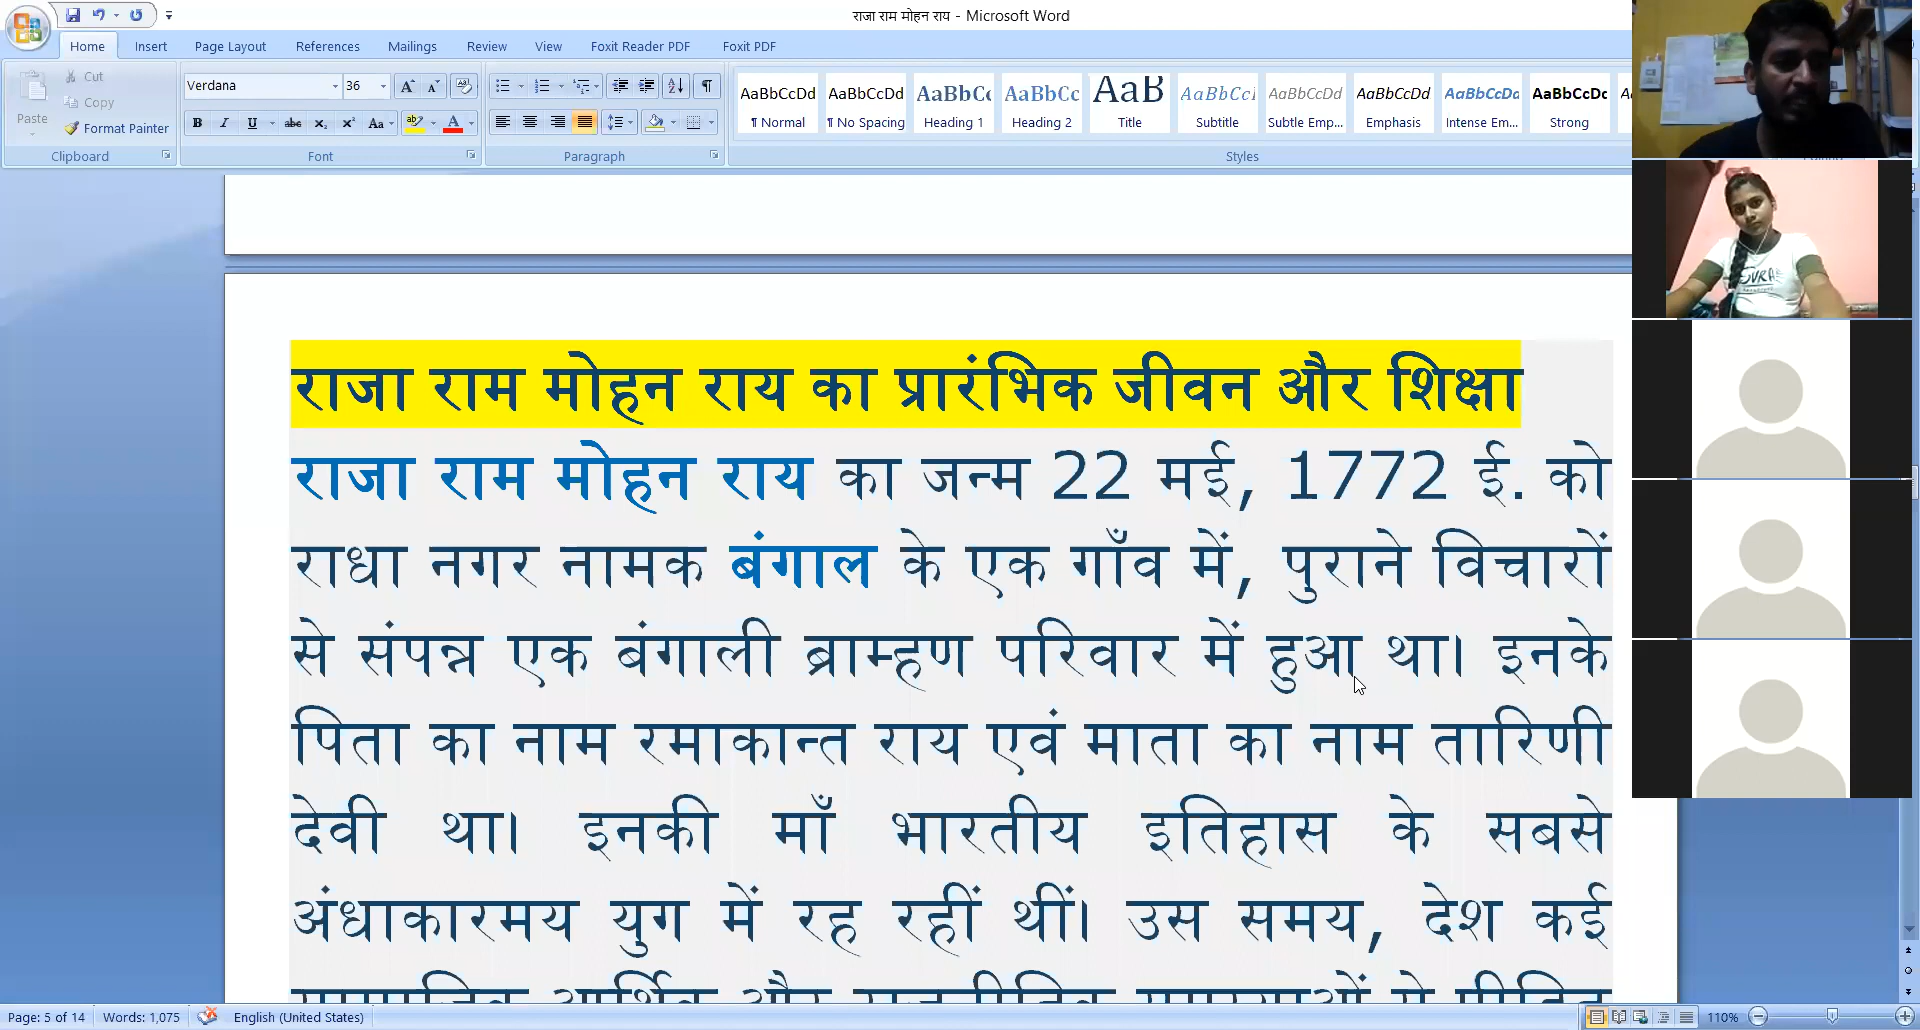 राजा राम मोहन राय - Microsoft Word
Home Insert Page Layout References Mailings Review View Foxit Reader PDF Foxit PDF
Cut
Copy
Paste
Format Painter
Verdana 36
AaBbCcDd AaBbCcDd AaBbCc AaBbCc AaB AaBbCcI AaBbCcDd AaBbCcDd AaBbCcDd AaBbCcDc
¶ Normal ¶ No Spacing Heading 1 Heading 2 Title Subtitle Subtle Emp... Emphasis Intense Em... Strong
Clipboard Font Paragraph Styles
राजा राम मोहन राय का प्रारंभिक जीवन और शिक्षा
राजा राम मोहन राय का जन्म 22 मई, 1772 ई. को
राधा नगर नामक बंगाल के एक गाँव में, पुराने विचारों
से संपन्न एक बंगाली ब्राम्हण परिवार में हुआ था। इनके
पिता का नाम रमाकान्त राय एवं माता का नाम तारिणी
देवी था। इनकी माँ भारतीय इतिहास के सबसे
अंधाकारमय युग में रह रहीं थीं। उस समय, देश कई
Page: 5 of 14 Words: 1,075 English (United States) 110%